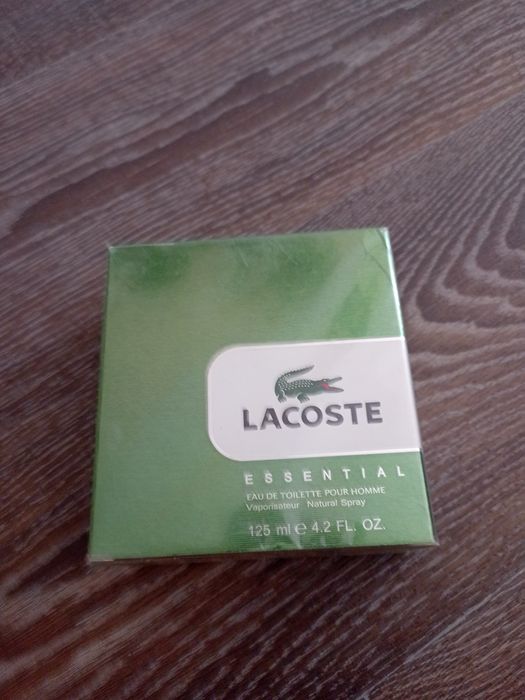 LACOSTE
ESSENTIAL
EAU DE TOILETTE POUR HOMME
Vaporisateur Natural Spray
125 ml e 4.2 FL. OZ.